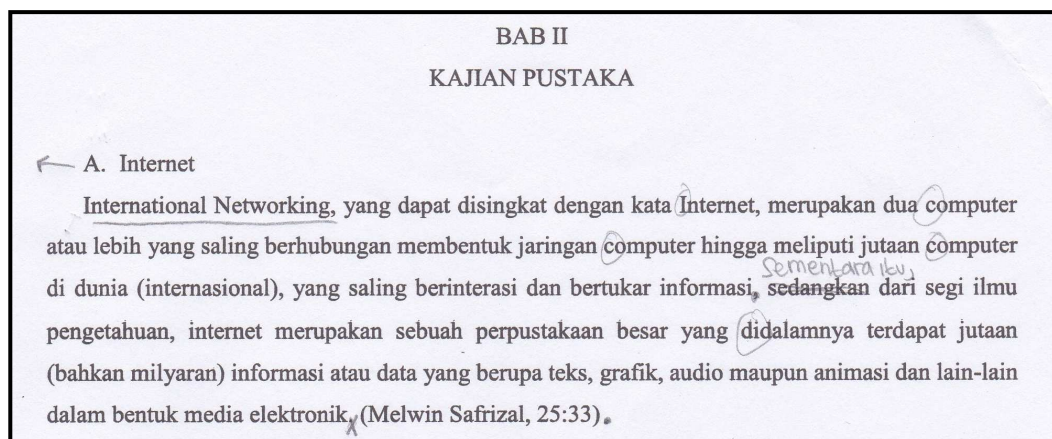 BAB II
KAJIAN PUSTAKA
A. Internet
International Networking, yang dapat disingkat dengan kata Internet, merupakan dua computer
atau lebih yang saling berhubungan membentuk jaringan computer hingga meliputi jutaan computer
Sementara itu,
di dunia (internasional), yang saling berinterasi dan bertukar informasi. sedangkan dari segi ilmu
pengetahuan, internet merupakan sebuah perpustakaan besar yang didalamnya terdapat jutaan
(bahkan milyaran) informasi atau data yang berupa teks, grafik, audio maupun animasi dan lain-lain
dalam bentuk media elektronik, (Melwin Safrizal, 25:33).